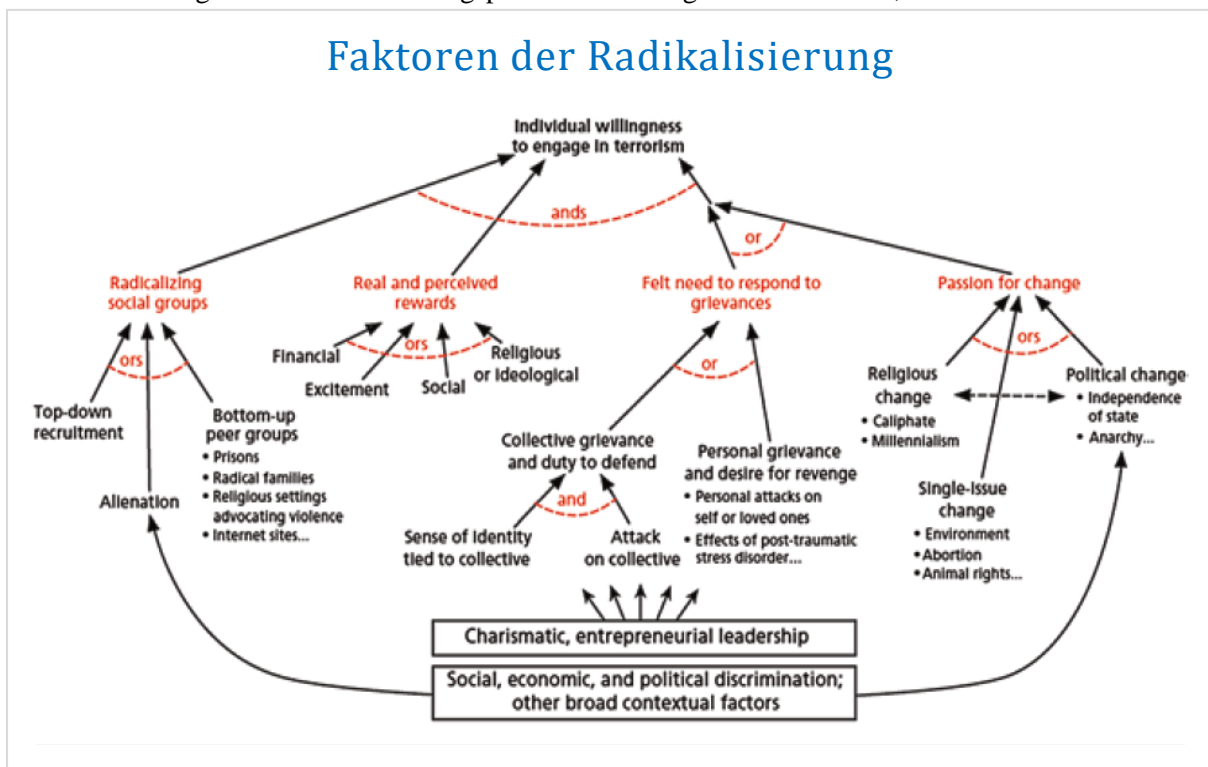 Faktoren der Radikalisierung
Individual willingness
to engage in terrorism
ands
or
Radicalizing
social groups
Real and perceived
rewards
Felt need to respond to
grievances
Passion for change
ors
Top-down
recruitment
Alienation
Bottom-up
peer groups
• Prisons
• Radical families
• Religious settings
advocating violence
• Internet sites...
Financial
ors
Excitement
Social
Religious
or ideological
or
Collective grievance
and duty to defend
and
Sense of identity
tied to collective
Attack
on collective
Personal grievance
and desire for revenge
• Personal attacks on
self or loved ones
• Effects of post-traumatic
stress disorder...
ors
Religious
change
• Caliphate
• Millennialism
Single-issue
change
• Environment
• Abortion
• Animal rights...
Political change
• Independence
of state
• Anarchy...
Charismatic, entrepreneurial leadership
Social, economic, and political discrimination;
other broad contextual factors